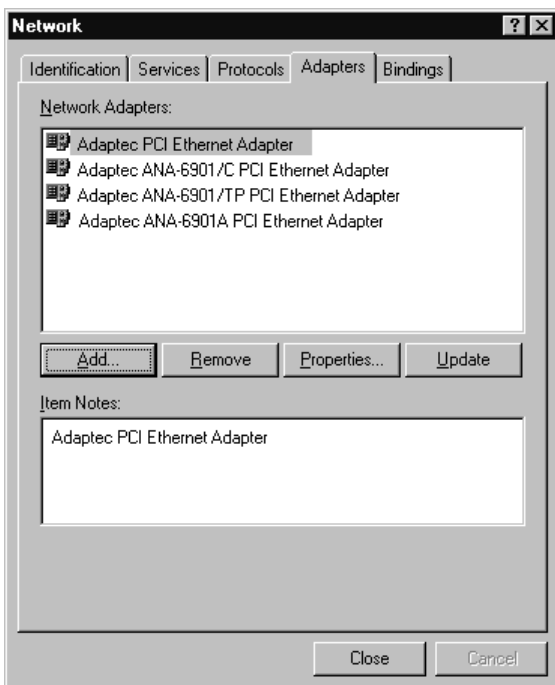 Network
Identification Services Protocols Adapters Bindings
Network Adapters:
Adaptec PCI Ethernet Adapter
Adaptec ANA-6901/C PCI Ethernet Adapter
Adaptec ANA-6901/TP PCI Ethernet Adapter
Adaptec ANA-6901A PCI Ethernet Adapter
Add... Remove Properties... Update
Item Notes:
Adaptec PCI Ethernet Adapter
Close Cancel